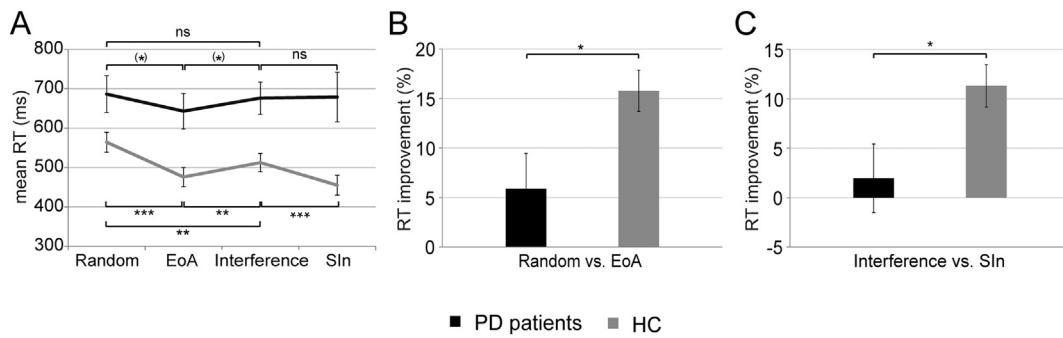 A
ns
(*)
(*)
ns
mean RT (ms)
800
700
600
500
400
300
***
**
***
**
Random
EoA
Interference
SIn
B
*
RT improvement (%)
20
15
10
5
0
Random vs. EoA
C
*
RT improvement (%)
15
10
5
0
-5
Interference vs. SIn
PD patients
HC